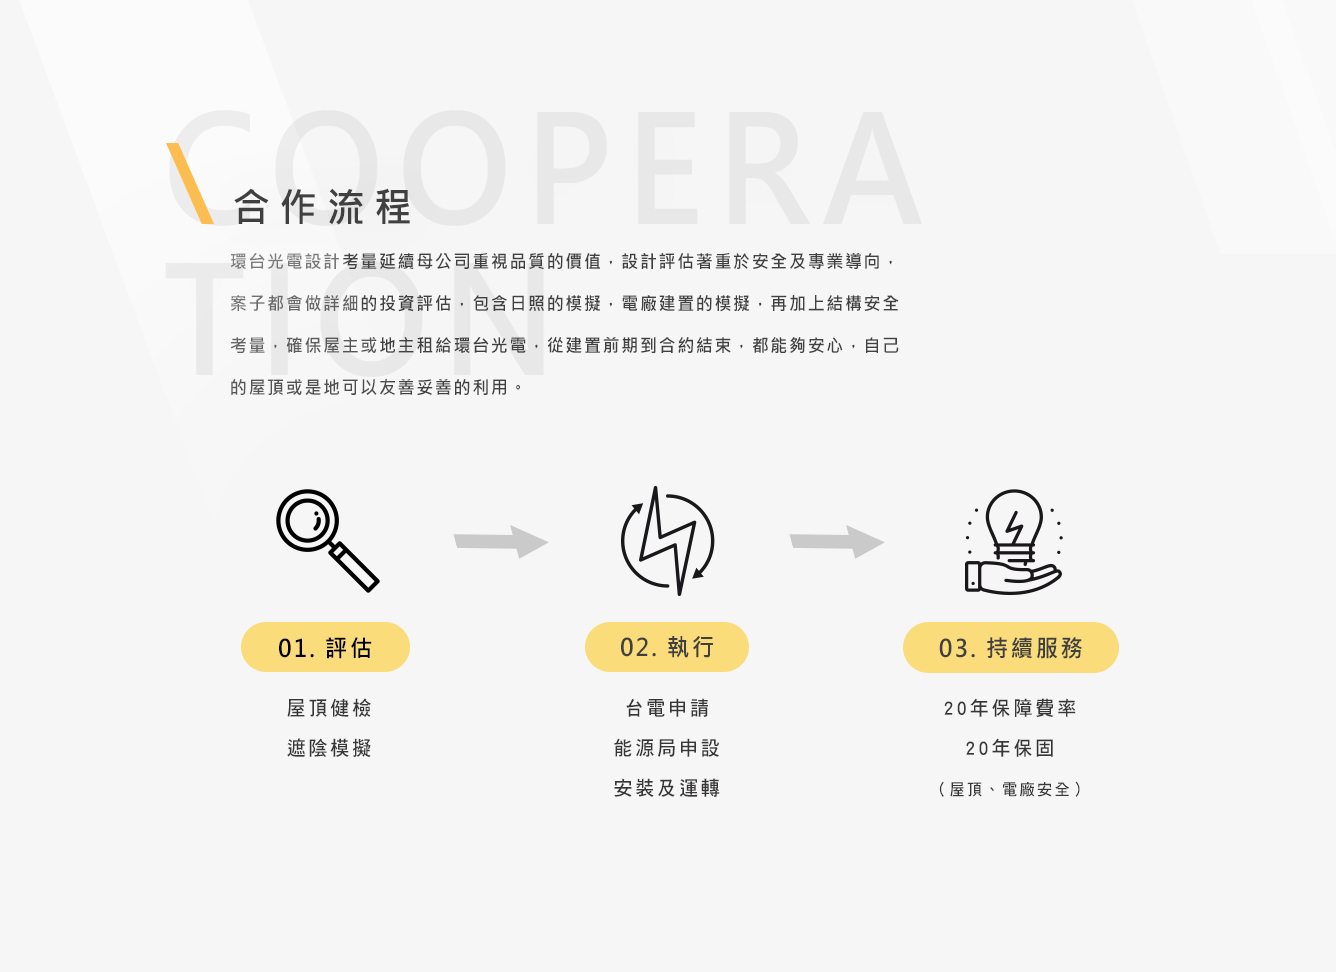 COOPERA
TION
合作流程
環台光電設計考量延續母公司重視品質的價值，設計評估著重於安全及專業導向，
案子都會做詳細的投資評估，包含日照的模擬，電廠建置的模擬，再加上結構安全
考量，確保屋主或地主租給環台光電，從建置前期到合約結束，都能夠安心，自己
的屋頂或是地可以友善妥善的利用。
01. 評估
屋頂健檢
遮陰模擬
02. 執行
台電申請
能源局申設
安裝及運轉
03. 持續服務
20年保障費率
20年保固
（屋頂、電廠安全）